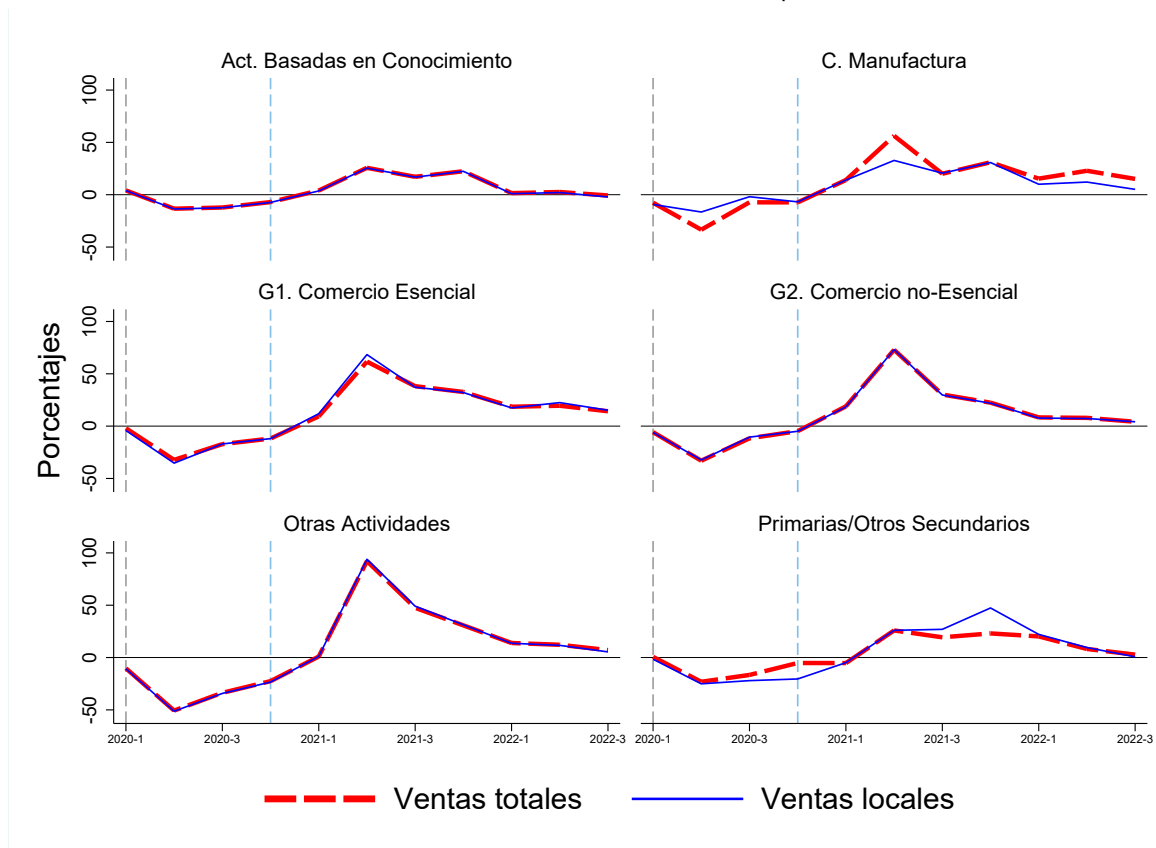 Act. Basadas en Conocimiento
C. Manufactura
100
50
0
-50
G1. Comercio Esencial
G2. Comercio no-Esencial
100
50
0
-50
Porcentajes
Otras Actividades
Primarias/Otros Secundarios
100
50
0
-50
2020-1 2020-3 2021-1 2021-3 2022-1 2022-3
2020-1 2020-3 2021-1 2021-3 2022-1 2022-3
Ventas totales Ventas locales